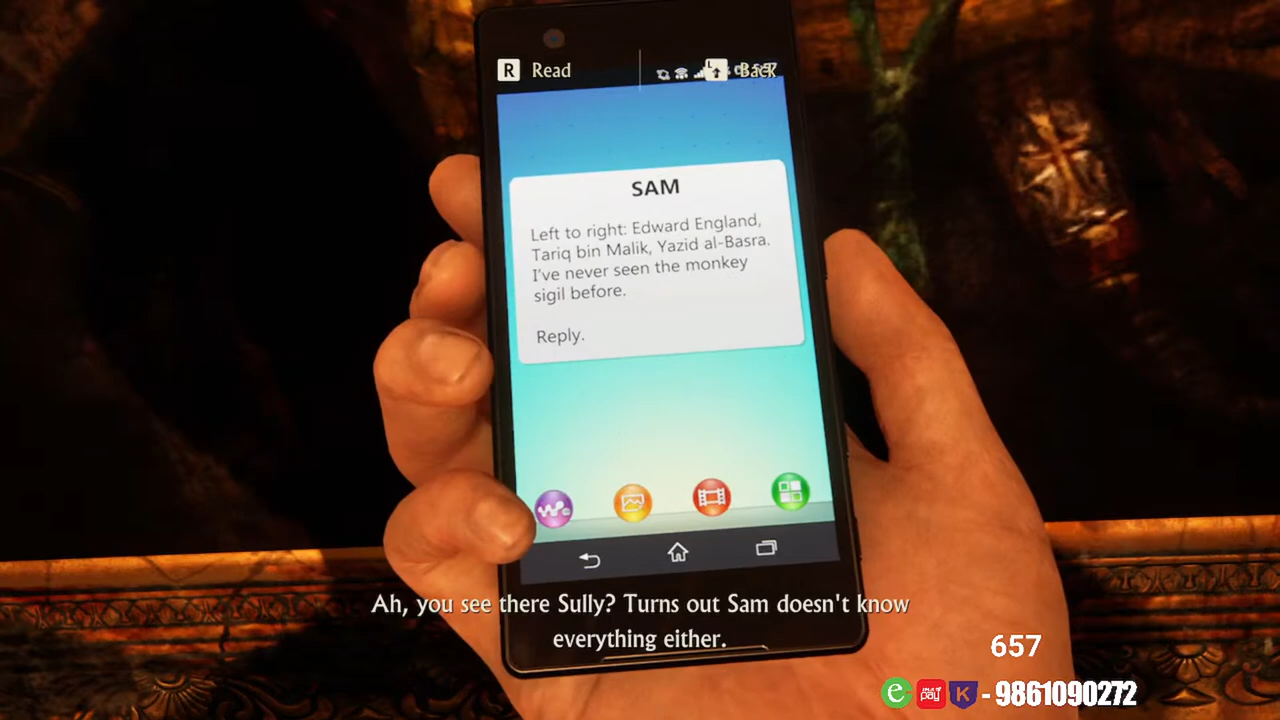 R Read
Back
SAM
Left to right: Edward England,
Tariq bin Malik, Yazid al-Basra.
I've never seen the monkey
sigil before.
Reply.
Ah, you see there Sully? Turns out Sam doesn't know
everything either.
657
e pay K - 9861090272